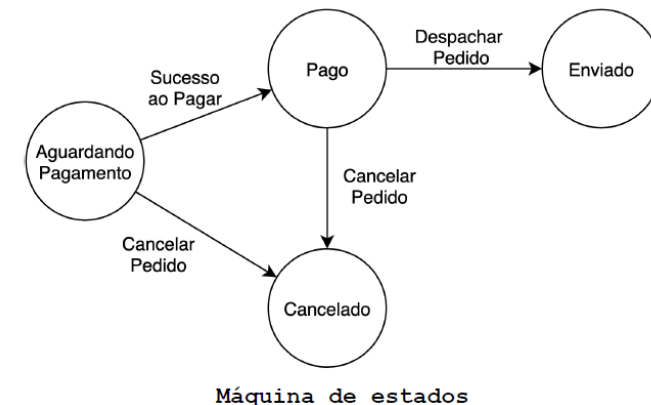 Despachar
Pedido
Pago
Enviado
Sucesso
ao Pagar
Aguardando
Pagamento
Cancelar
Pedido
Cancelar
Pedido
Cancelado
Máquina de estados